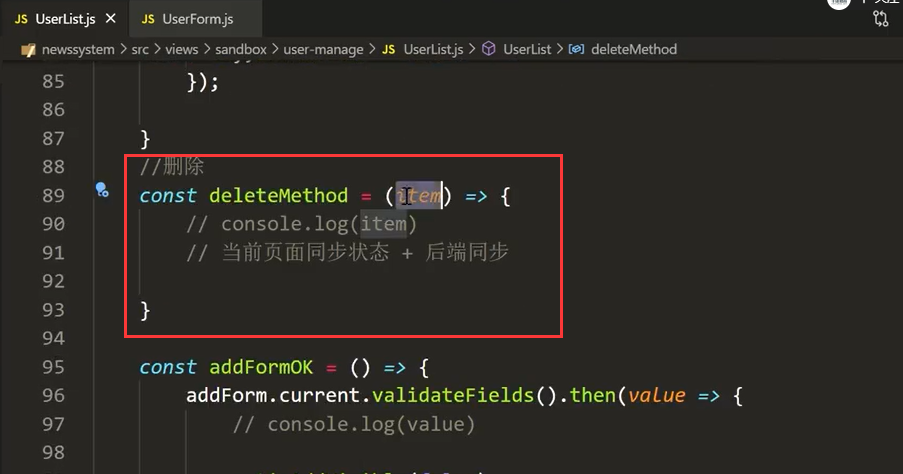 JS UserList.js × JS UserForm.js
newssystem > src > views > sandbox > user-manage > JS UserList.js > UserList > deleteMethod
85 });
86
87 }
88 //删除
89 const deleteMethod = (item) => {
90 // console.log(item)
91 // 当前页面同步状态 + 后端同步
92
93 }
94
95 const addFormOK = () => {
96 addForm.current.validateFields().then(value => {
97 // console.log(value)
98